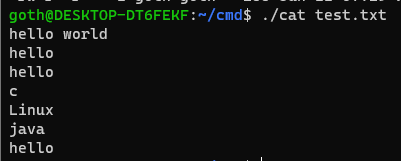 goth@DESKTOP-DT6FEKF:~/cmd$ ./cat test.txt
hello world
hello
hello
c
Linux
java
hello